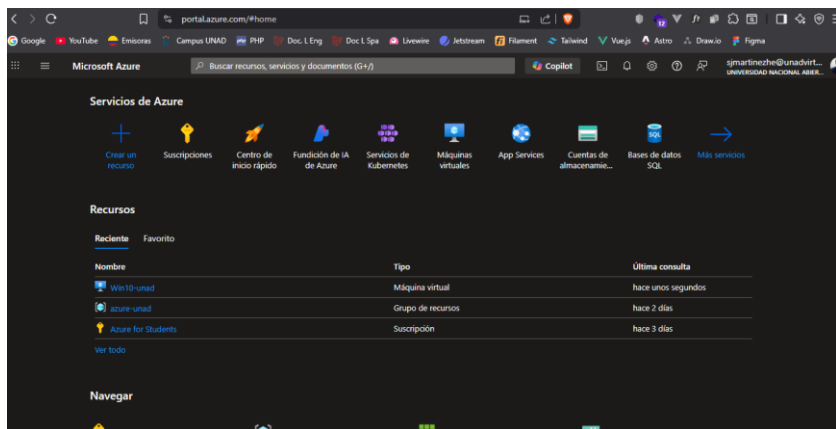 portal.azure.com/#home
12
Google YouTube Emisoras Campus UNAD PHP Doc. L Eng Doc L Spa Livewire Jetstream Filament Tailwind Vue.js Astro Draw.io Figma
Microsoft Azure
Buscar recursos, servicios y documentos (G+/)
Copilot
sjmartinezhe@unadvirt...
UNIVERSIDAD NACIONAL ABIER...
Servicios de Azure
Crear un recurso
Suscripciones
Centro de inicio rápido
Fundición de IA de Azure
Servicios de Kubernetes
Máquinas virtuales
App Services
Cuentas de almacenamie...
SQL
Bases de datos SQL
Más servicios
Recursos
Reciente Favorito
Nombre Tipo Última consulta
Win10-unad Máquina virtual hace unos segundos
azure-unad Grupo de recursos hace 2 días
Azure for Students Suscripción hace 3 días
Ver todo
Navegar